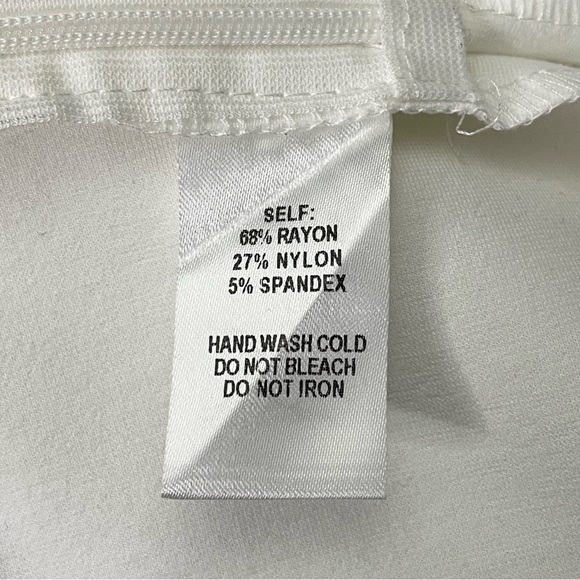 SELF:
68% RAYON
27% NYLON
5% SPANDEX
HAND WASH COLD
DO NOT BLEACH
DO NOT IRON